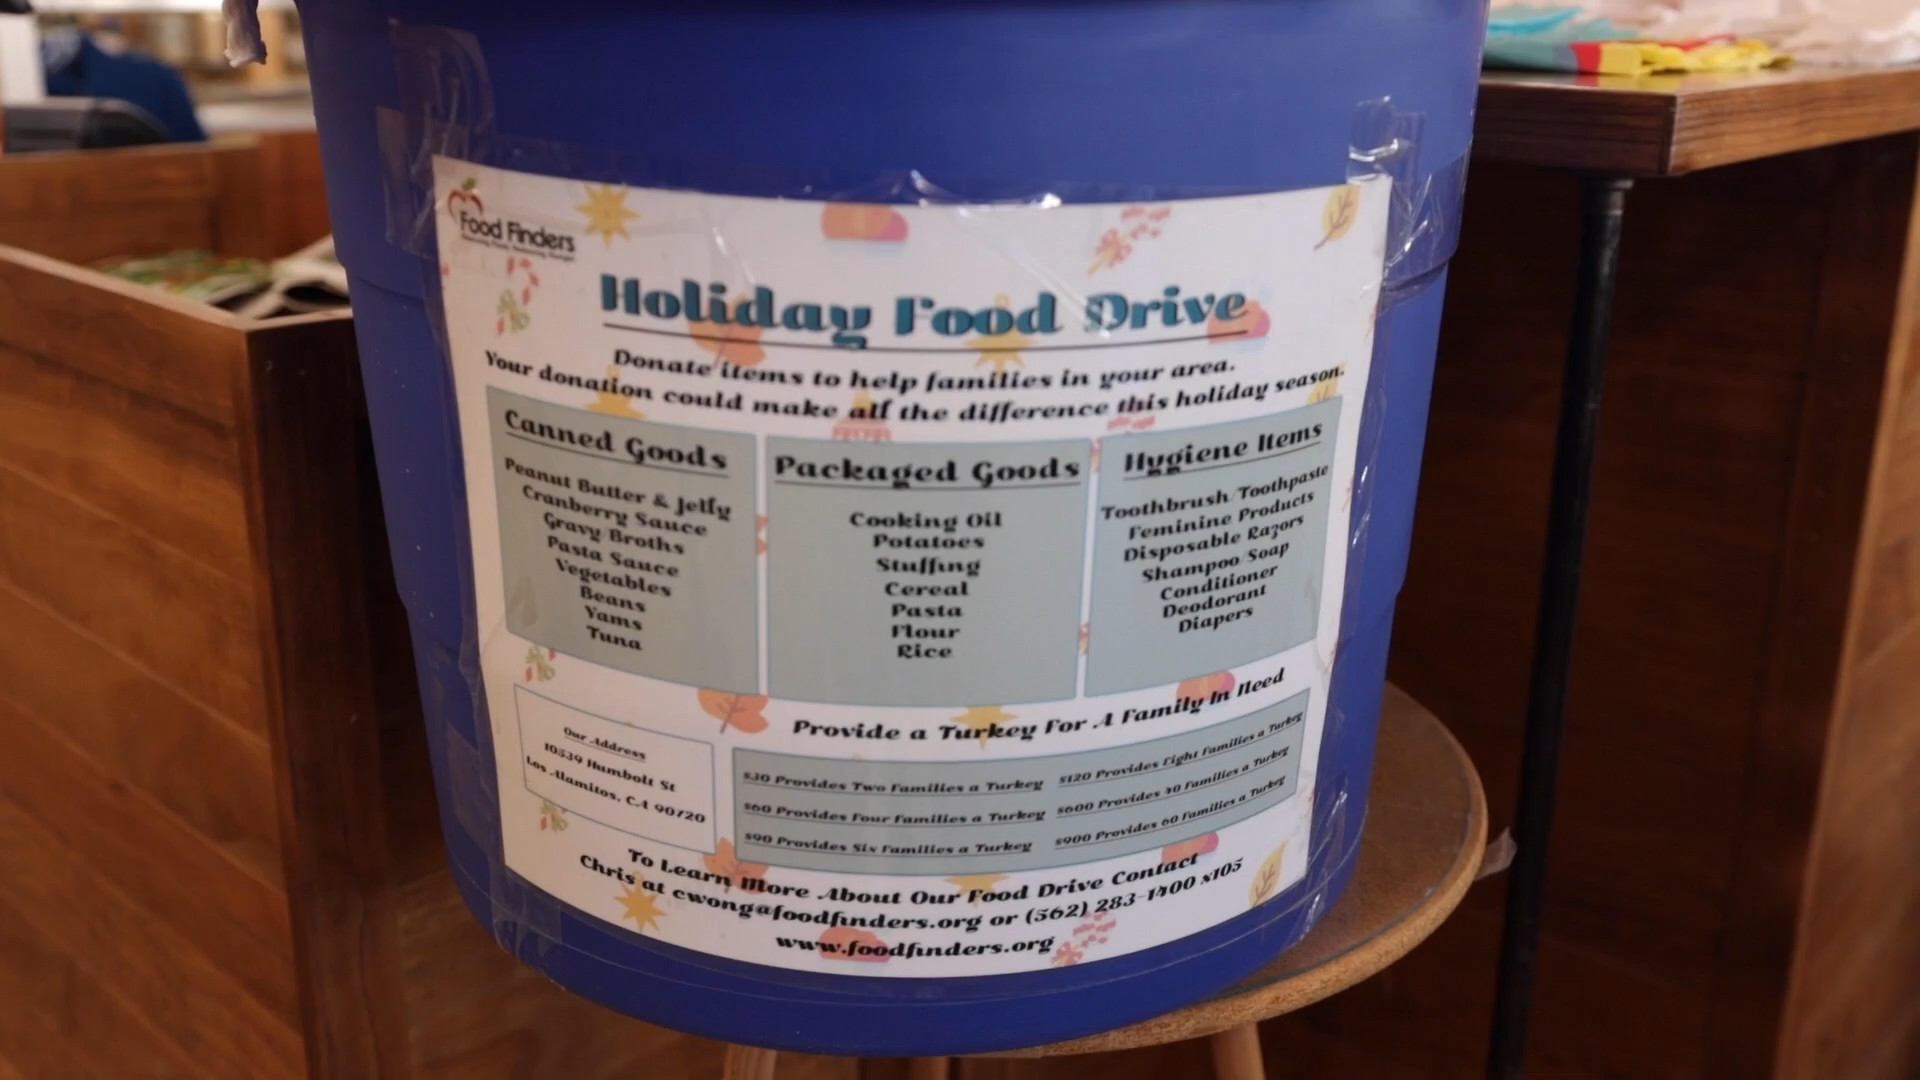 Food Finders
Holiday Food Drive
Donate items to help families in your area.
Your donation could make all the difference this holiday season.
Canned Goods
Peanut Butter & Jelly
Cranberry Sauce
Gravy/Broths
Pasta Sauce
Vegetables
Beans
Yams
Tuna
Packaged Goods
Cooking Oil
Potatoes
Stuffing
Cereal
Pasta
Flour
Rice
Hygiene Items
Toothbrush/Toothpaste
Feminine Products
Disposable Razors
Shampoo/Soap
Conditioner
Deodorant
Diapers
Our Address
10539 Humbolt St
Los Alamitos, CA 90720
Provide a Turkey For A Family In Need
$30 Provides Two Families a Turkey
$60 Provides Four Families a Turkey
$90 Provides Six Families a Turkey
$120 Provides Eight Families a Turkey
$600 Provides 40 Families a Turkey
$900 Provides 60 Families a Turkey
To Learn More About Our Food Drive Contact
Chris at cwong@foodfinders.org or (562) 283-1400 x105
www.foodfinders.org